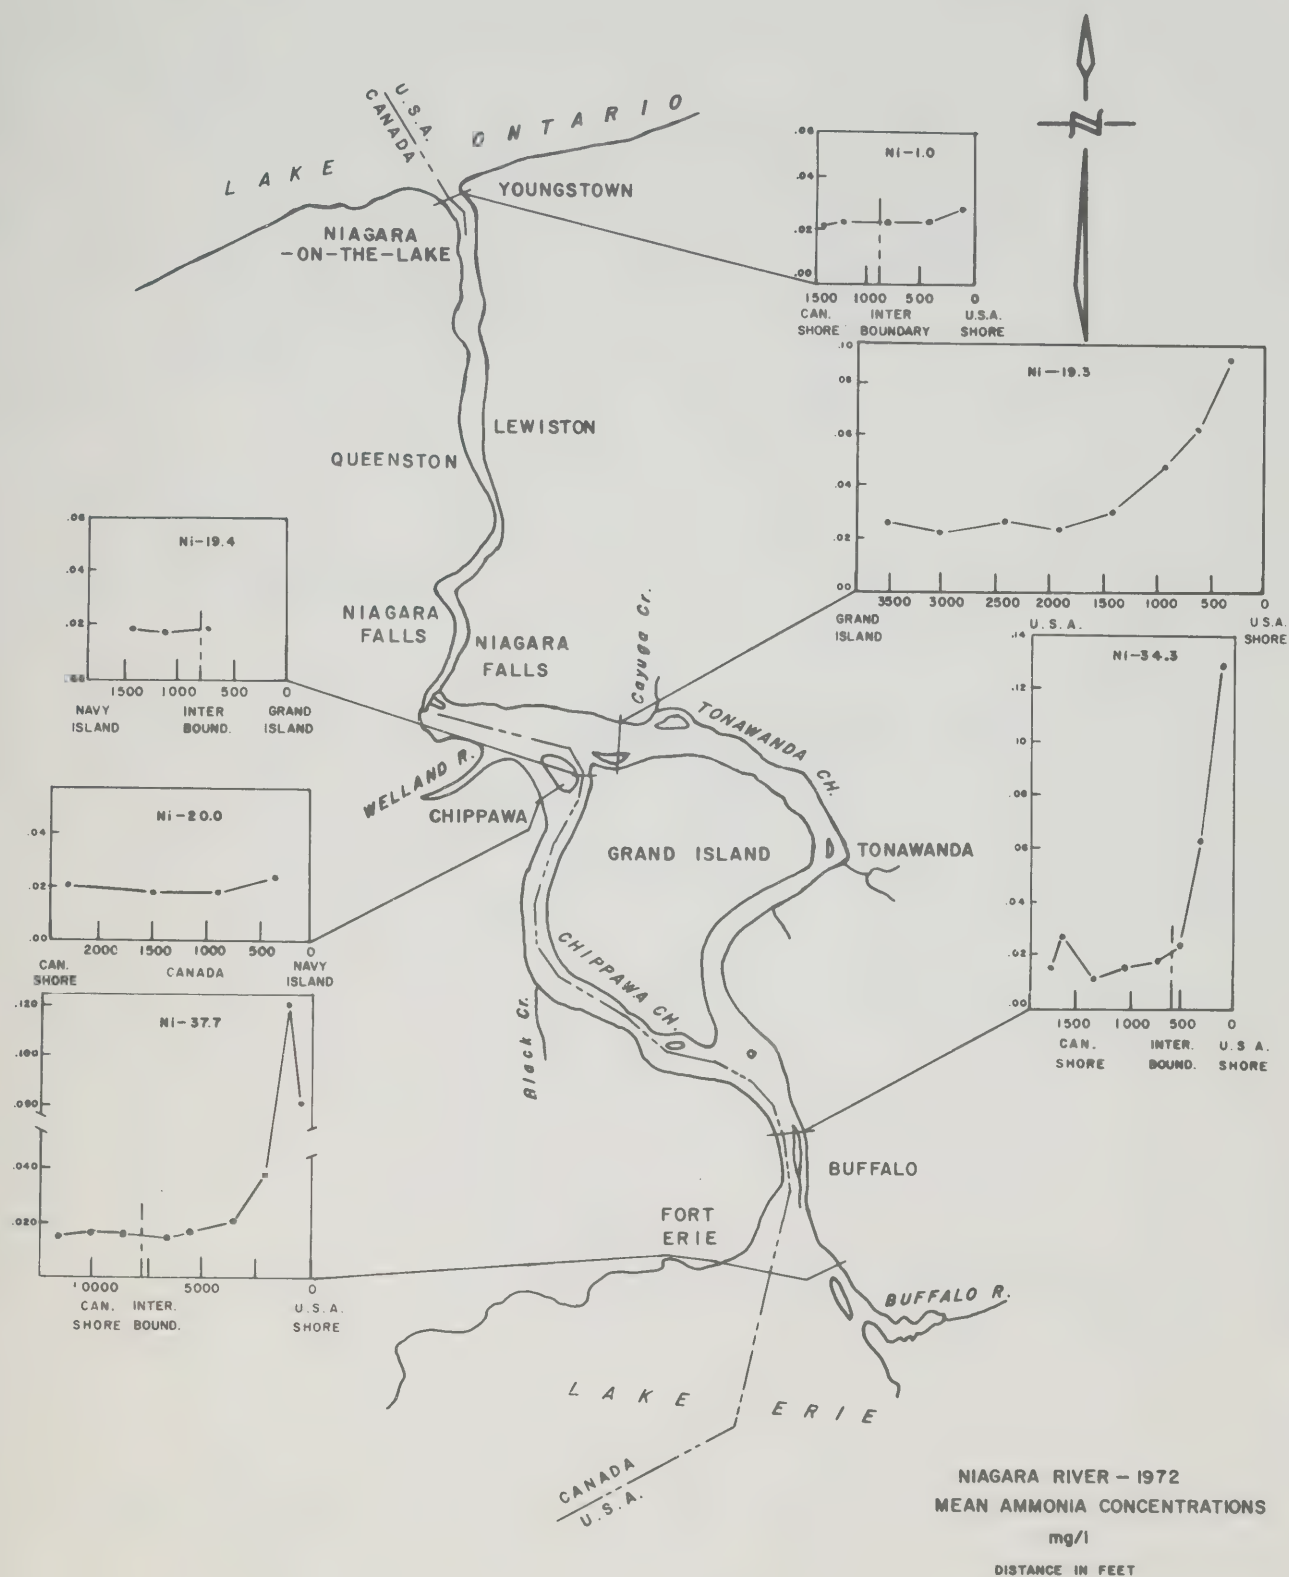 U.S.A.
CANADA
LAKE ONTARIO
YOUNGSTOWN
NIAGARA
-ON-THE-LAKE
N
.06
Ni-1.0
.04
.02
.00
1500 1000 500 0
CAN. INTER U.S.A.
SHORE BOUNDARY SHORE
.10
Ni-19.3
.08
.06
.04
.02
.00
3500 3000 2500 2000 1500 1000 500 0
GRAND U.S.A. U.S.A.
ISLAND SHORE
LEWISTON
QUEENSTON
.06
Ni-19.4
.04
.02
1500 1000 500 0
NAVY INTER GRAND
ISLAND BOUND. ISLAND
NIAGARA
FALLS
NIAGARA
FALLS
Cayuga Cr.
TONAWANDA CH.
WELLAND R.
CHIPPAWA
GRAND ISLAND
TONAWANDA
.14
Ni-34.3
.12
.10
.08
.06
.04
.02
.00
1500 1000 500 0
CAN. INTER. U.S A.
SHORE BOUND. SHORE
Ni-20.0
.04
.02
.00
2000 1500 1000 500 0
CAN. CANADA NAVY
SHORE ISLAND
CHIPPAWA CH.
Black Cr.
.120
Ni-37.7
.100
.040
.020
10000 5000 0
CAN. INTER. U.S.A.
SHORE BOUND. SHORE
BUFFALO
FORT
ERIE
BUFFALO R.
LAKE ERIE
CANADA
U.S.A.
NIAGARA RIVER - 1972
MEAN AMMONIA CONCENTRATIONS
mg/l
DISTANCE IN FEET